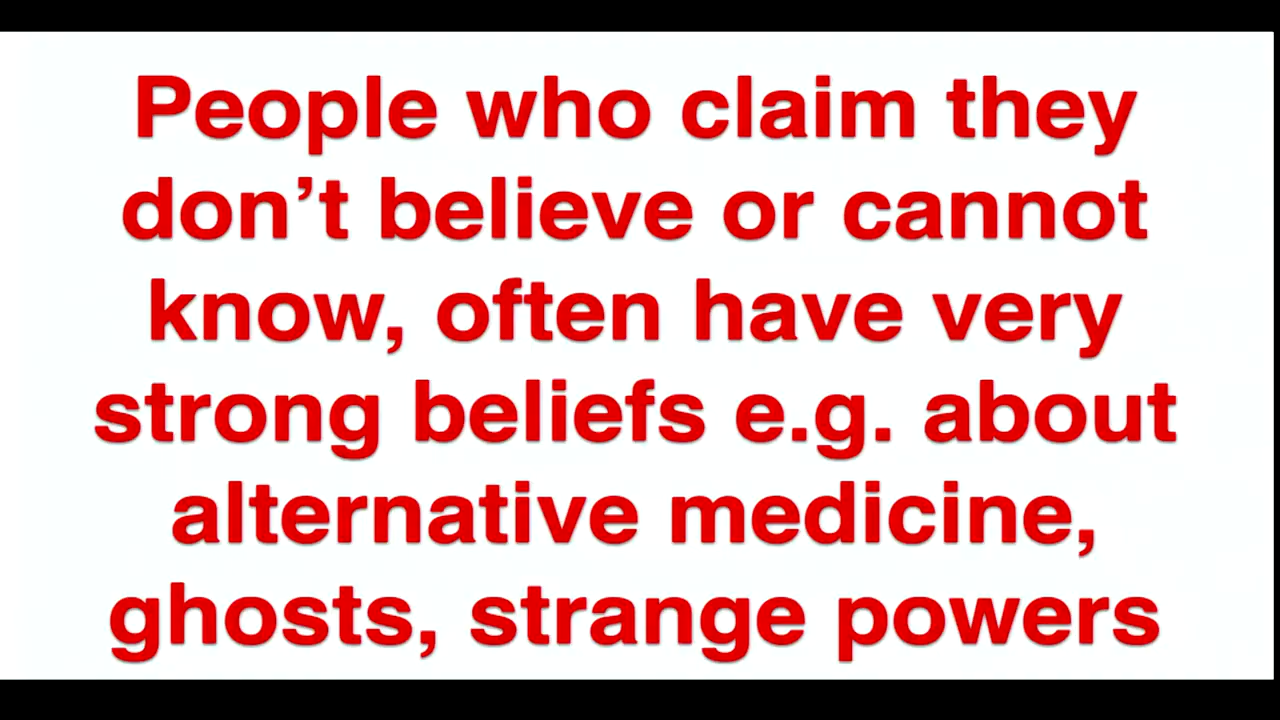 People who claim they
don’t believe or cannot
know, often have very
strong beliefs e.g. about
alternative medicine,
ghosts, strange powers